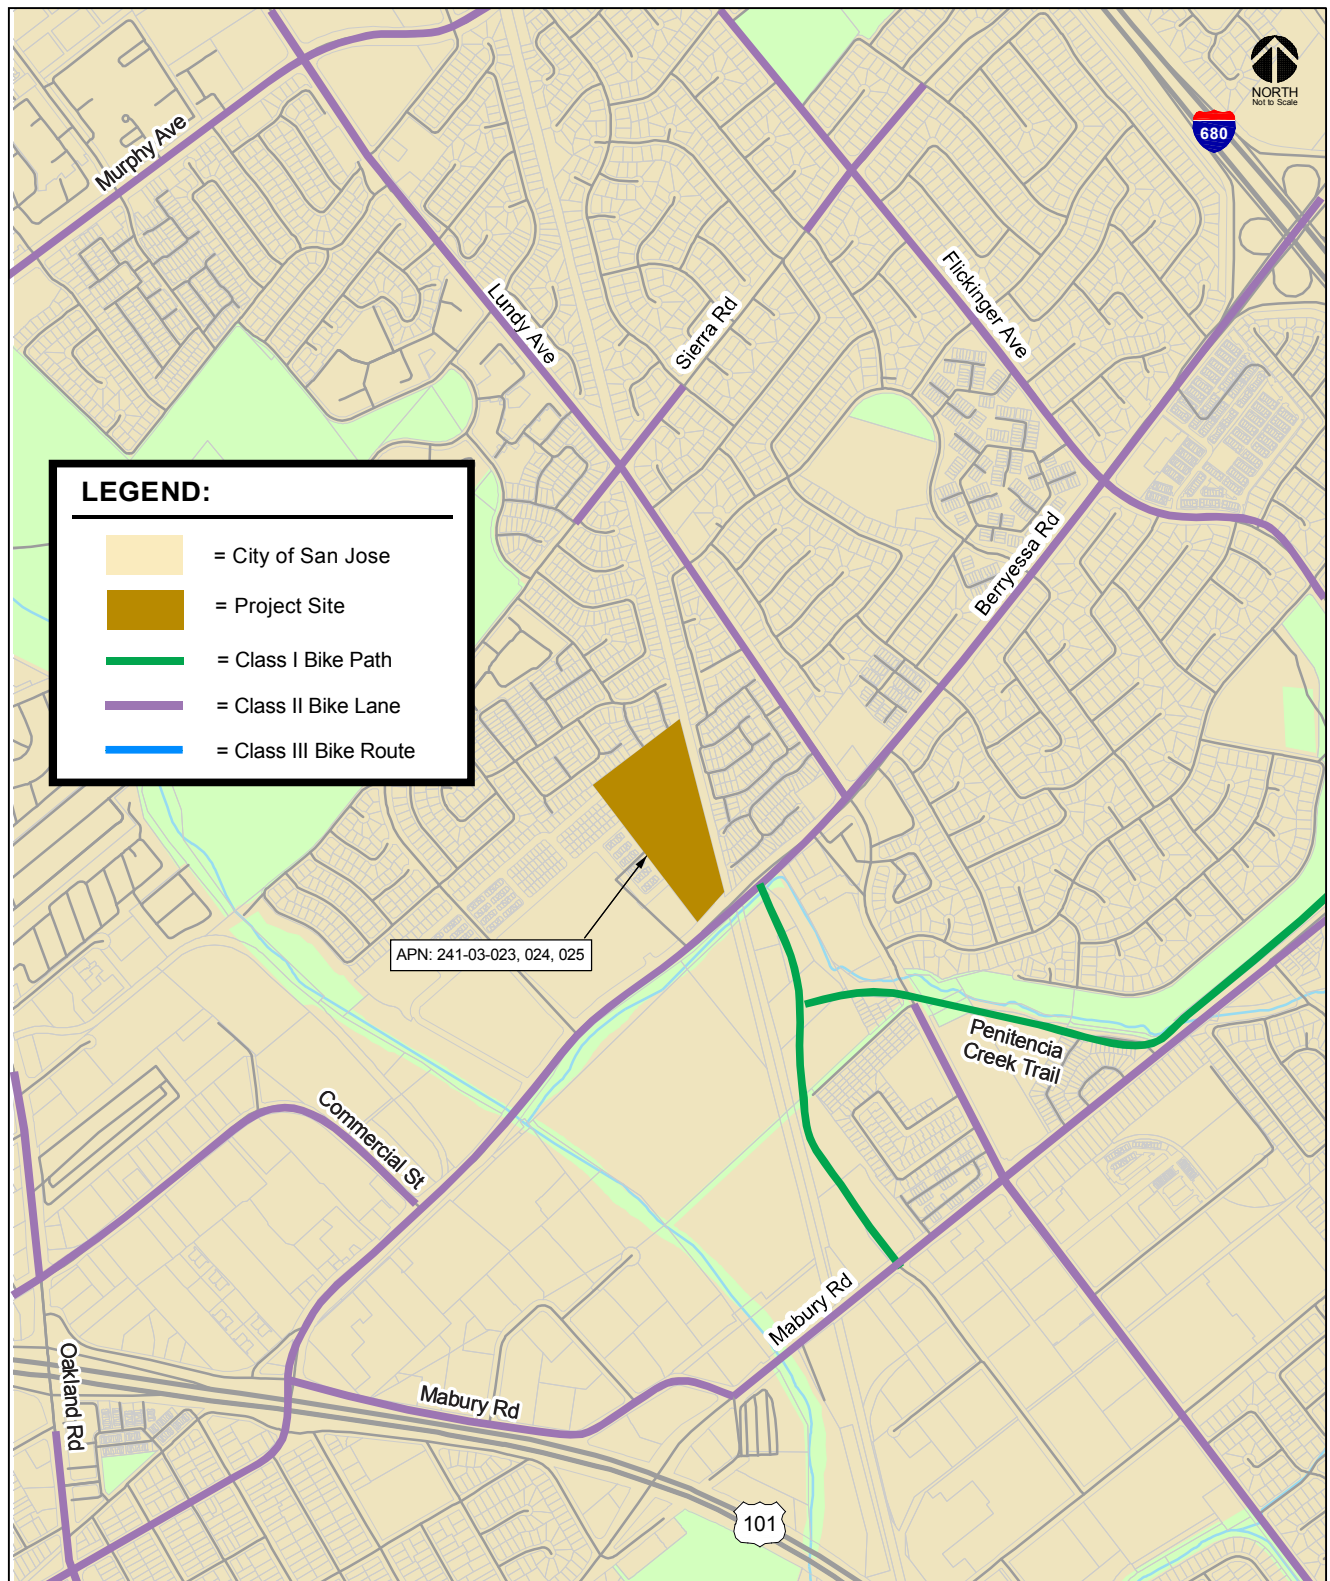 NORTH
Not to Scale
680
Murphy Ave
Lundy Ave
Sierra Rd
Flickinger Ave
Berryessa Rd
LEGEND:
= City of San Jose
= Project Site
= Class I Bike Path
= Class II Bike Lane
= Class III Bike Route
APN: 241-03-023, 024, 025
Penitencia
Creek Trail
Commercial St
Mabury Rd
Oakland Rd
Mabury Rd
101